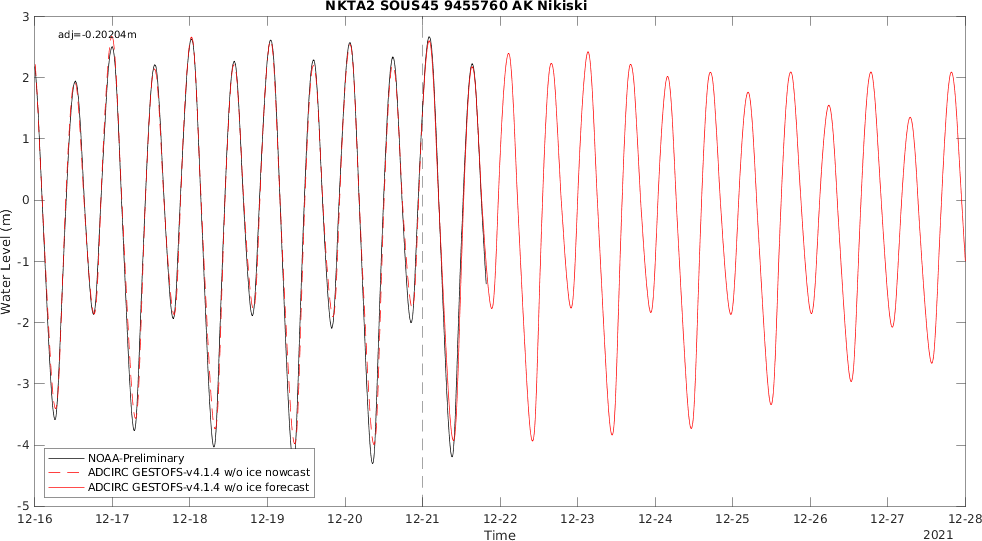 NKTA2 SOUS45 9455760 AK Nikiski
adj=-0.20204m
Water Level (m)
3
2
1
0
-1
-2
-3
-4
-5
NOAA-Preliminary
ADCIRC GESTOFS-v4.1.4 w/o ice nowcast
ADCIRC GESTOFS-v4.1.4 w/o ice forecast
12-16 12-17 12-18 12-19 12-20 12-21 12-22 12-23 12-24 12-25 12-26 12-27 12-28
Time
2021